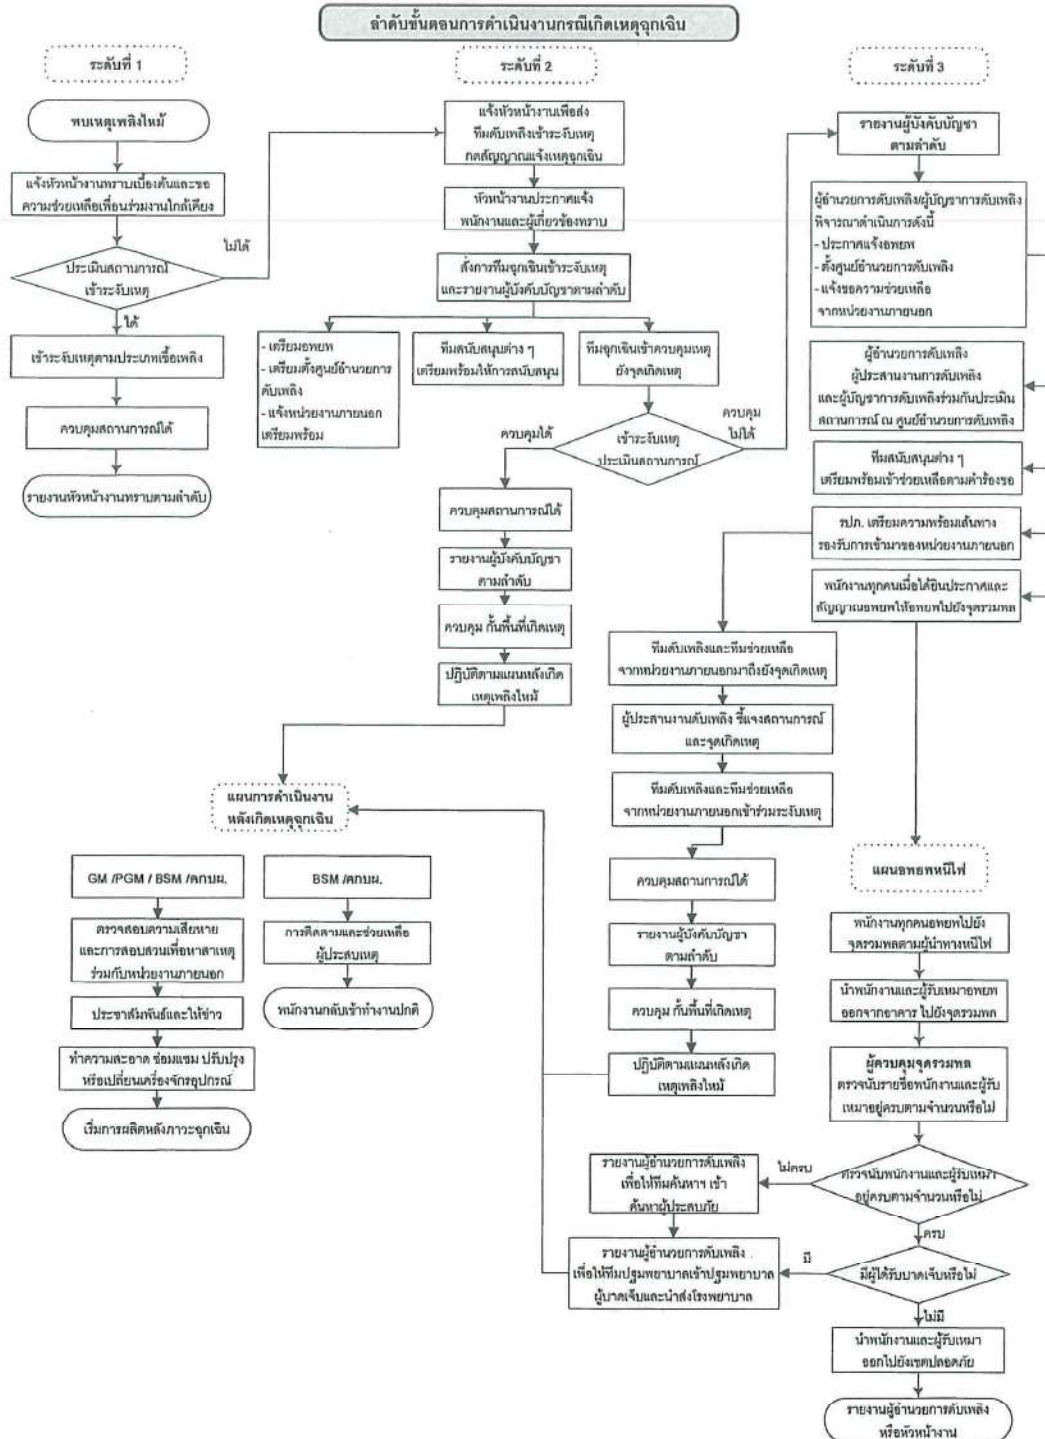 ลำดับขั้นตอนการดำเนินงานกรณีเกิดเหตุฉุกเฉิน
ระดับที่ 1
พบเหตุเพลิงไหม้
แจ้งหัวหน้างานทราบเบื้องต้นและขอ
ความช่วยเหลือเพื่อนร่วมงานใกล้เคียง
ประเมินสถานการณ์
เข้าระงับเหตุ
ไม่ได้
ได้
เข้าระงับเหตุตามประเภทเชื้อเพลิง
ควบคุมสถานการณ์ได้
รายงานหัวหน้างานทราบตามลำดับ
ระดับที่ 2
แจ้งหัวหน้างานเพื่อส่ง
ทีมดับเพลิงเข้าระงับเหตุ
กดสัญญาณแจ้งเหตุฉุกเฉิน
หัวหน้างานประกาศแจ้ง
พนักงานและผู้เกี่ยวข้องทราบ
สั่งการทีมฉุกเฉินเข้าระงับเหตุ
และรายงานผู้บังคับบัญชาตามลำดับ
- เตรียมอพยพ
- เตรียมตั้งศูนย์อำนวยการ
ดับเพลิง
- แจ้งหน่วยงานภายนอก
เตรียมพร้อม
ทีมสนับสนุนต่าง ๆ
เตรียมพร้อมให้การสนับสนุน
ทีมฉุกเฉินเข้าควบคุมเหตุ
ยังจุดเกิดเหตุ
เข้าระงับเหตุ
ประเมินสถานการณ์
ควบคุมได้
ควบคุม
ไม่ได้
ควบคุมสถานการณ์ได้
รายงานผู้บังคับบัญชา
ตามลำดับ
ควบคุม กั้นพื้นที่เกิดเหตุ
ปฏิบัติตามแผนหลังเกิด
เหตุเพลิงไหม้
ระดับที่ 3
รายงานผู้บังคับบัญชา
ตามลำดับ
ผู้อำนวยการดับเพลิง/ผู้บัญชาการดับเพลิง
พิจารณาดำเนินการดังนี้
- ประกาศแจ้งอพยพ
- ตั้งศูนย์อำนวยการดับเพลิง
- แจ้งขอความช่วยเหลือ
จากหน่วยงานภายนอก
ผู้อำนวยการดับเพลิง
ผู้ประสานงานการดับเพลิง
และผู้บัญชาการดับเพลิงร่วมกันประเมิน
สถานการณ์ ณ ศูนย์อำนวยการดับเพลิง
ทีมสนับสนุนต่าง ๆ
เตรียมพร้อมเข้าช่วยเหลือตามคำร้องขอ
รปภ. เตรียมความพร้อมเส้นทาง
รองรับการเข้ามาของหน่วยงานภายนอก
พนักงานทุกคนเมื่อได้ยินประกาศและ
สัญญาณอพยพให้อพยพไปยังจุดรวมพล
ทีมดับเพลิงและทีมช่วยเหลือ
จากหน่วยงานภายนอกมาถึงยังจุดเกิดเหตุ
ผู้ประสานงานดับเพลิง ชี้แจงสถานการณ์
และจุดเกิดเหตุ
ทีมดับเพลิงและทีมช่วยเหลือ
จากหน่วยงานภายนอกเข้าร่วมระงับเหตุ
ควบคุมสถานการณ์ได้
รายงานผู้บังคับบัญชา
ตามลำดับ
ควบคุม กั้นพื้นที่เกิดเหตุ
ปฏิบัติตามแผนหลังเกิด
เหตุเพลิงไหม้
แผนการดำเนินงาน
หลังเกิดเหตุฉุกเฉิน
GM /PGM / BSM /คกบผ.
ตรวจสอบความเสียหาย
และการสอบสวนเพื่อหาสาเหตุ
ร่วมกับหน่วยงานภายนอก
ประชาสัมพันธ์และให้ข่าว
ทำความสะอาด ซ่อมแซม ปรับปรุง
หรือเปลี่ยนเครื่องจักรอุปกรณ์
เริ่มการผลิตหลังภาวะฉุกเฉิน
BSM /คกบผ.
การติดตามและช่วยเหลือ
ผู้ประสบเหตุ
พนักงานกลับเข้าทำงานปกติ
แผนอพยพหนีไฟ
พนักงานทุกคนอพยพไปยัง
จุดรวมพลตามผู้นำทางหนีไฟ
นำพนักงานและผู้รับเหมาอพยพ
ออกจากอาคาร ไปยังจุดรวมพล
ผู้ควบคุมจุดรวมพล
ตรวจนับรายชื่อพนักงานและผู้รับ
เหมาอยู่ครบตามจำนวนหรือไม่
ตรวจนับพนักงานและผู้รับเหมา
อยู่ครบตามจำนวนหรือไม่
ไม่ครบ
ครบ
รายงานผู้อำนวยการดับเพลิง
เพื่อให้ทีมค้นหาฯ เข้า
ค้นหาผู้ประสบภัย
มีผู้ได้รับบาดเจ็บหรือไม่
มี
ไม่มี
รายงานผู้อำนวยการดับเพลิง
เพื่อให้ทีมปฐมพยาบาลเข้าปฐมพยาบาล
ผู้บาดเจ็บและนำส่งโรงพยาบาล
นำพนักงานและผู้รับเหมา
ออกไปยังเขตปลอดภัย
รายงานผู้อำนวยการดับเพลิง
หรือหัวหน้างาน